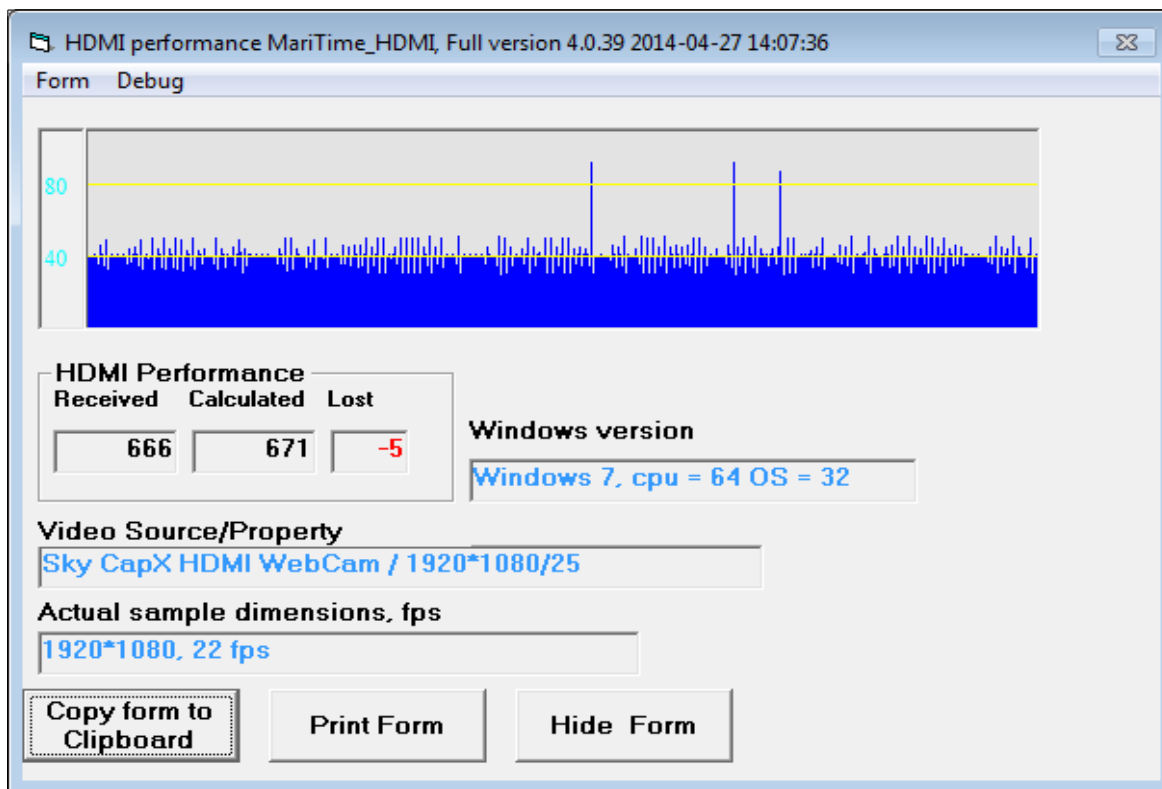 HDMI performance MariTime_HDMI, Full version 4.0.39 2014-04-27 14:07:36
Form Debug
80
40
HDMI Performance
Received Calculated Lost
666 671 -5
Windows version
Windows 7, cpu = 64 OS = 32
Video Source/Property
Sky CapX HDMI WebCam / 1920*1080/25
Actual sample dimensions, fps
1920*1080, 22 fps
Copy form to
Clipboard
Print Form
Hide Form